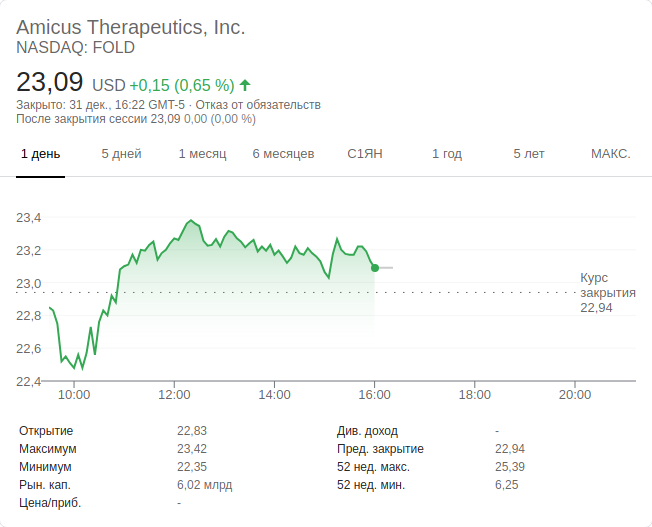 Amicus Therapeutics, Inc.
NASDAQ: FOLD
23,09 USD +0,15 (0,65 %)
Закрыто: 31 дек., 16:22 GMT-5 · Отказ от обязательств
После закрытия сессии 23,09 0,00 (0,00 %)
1 день 5 дней 1 месяц 6 месяцев С1ЯН 1 год 5 лет МАКС.
23,4
23,2
23,0
22,8
22,6
22,4
Курс
закрытия
22,94
10:00 12:00 14:00 16:00 18:00 20:00
Открытие 22,83 Див. доход -
Максимум 23,42 Пред. закрытие 22,94
Минимум 22,35 52 нед. макс. 25,39
Рын. кап. 6,02 млрд 52 нед. мин. 6,25
Цена/приб. -